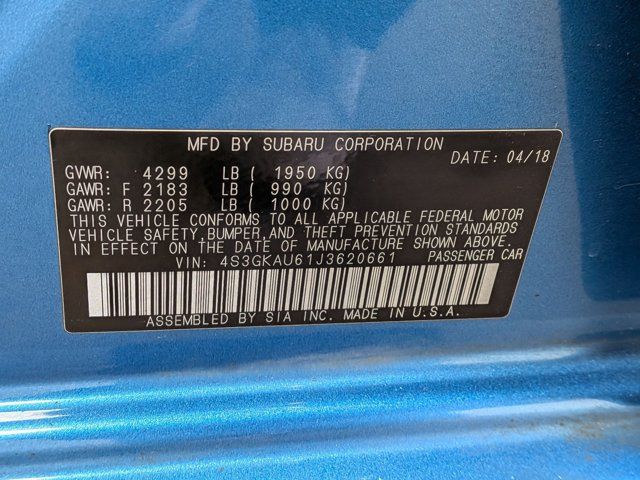 MFD BY SUBARU CORPORATION
DATE: 04/18
GVWR: 4299 LB ( 1950 KG)
GAWR: F 2183 LB ( 990 KG)
GAWR: R 2205 LB ( 1000 KG)
THIS VEHICLE CONFORMS TO ALL APPLICABLE FEDERAL MOTOR
VEHICLE SAFETY,BUMPER,AND THEFT PREVENTION STANDARDS
IN EFFECT ON THE DATE OF MANUFACTURE SHOWN ABOVE.
VIN: 4S3GKAU61J3620661 PASSENGER CAR
ASSEMBLED BY SIA INC. MADE IN U.S.A.